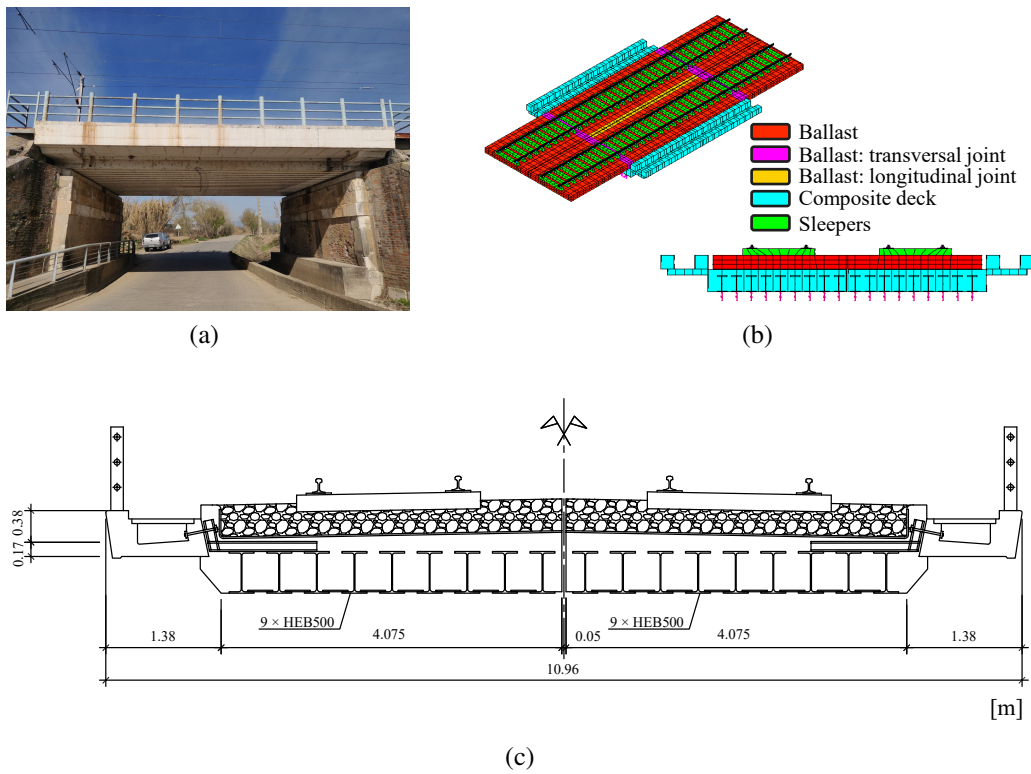 (a)
Ballast
Ballast: transversal joint
Ballast: longitudinal joint
Composite deck
Sleepers
(b)
0,17 0.38
9 × HEB500
9 × HEB500
1.38
4.075
0.05
4.075
1.38
10.96
[m]
(c)